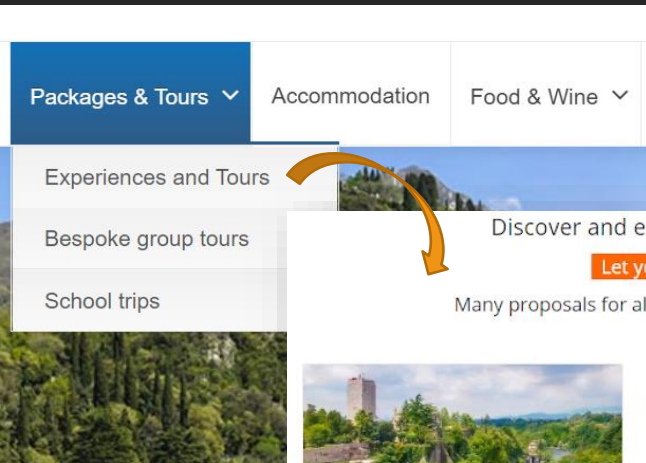 Packages & Tours Accommodation Food & Wine
Experiences and Tours
Bespoke group tours
School trips
Discover and e
Let y
Many proposals for al